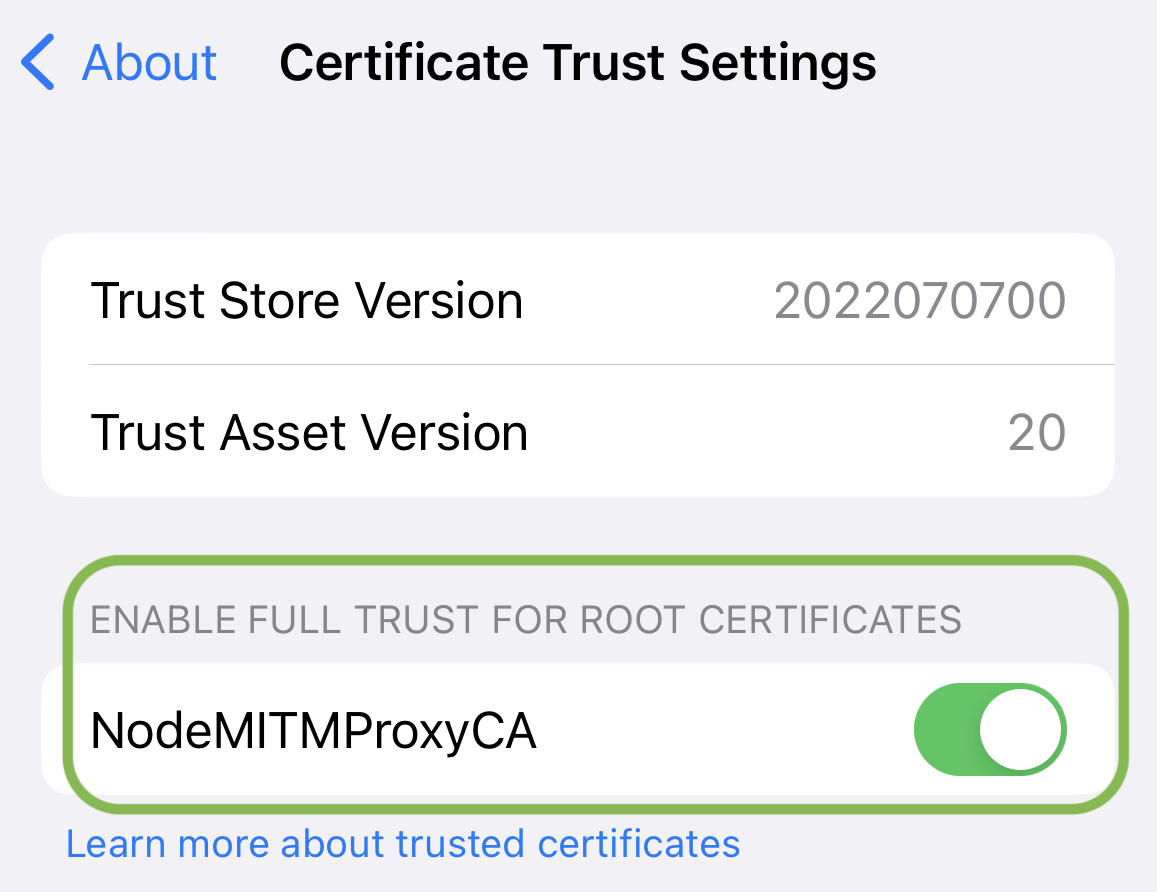 About Certificate Trust Settings
Trust Store Version 2022070700
Trust Asset Version 20
ENABLE FULL TRUST FOR ROOT CERTIFICATES
NodeMITMProxyCA
Learn more about trusted certificates